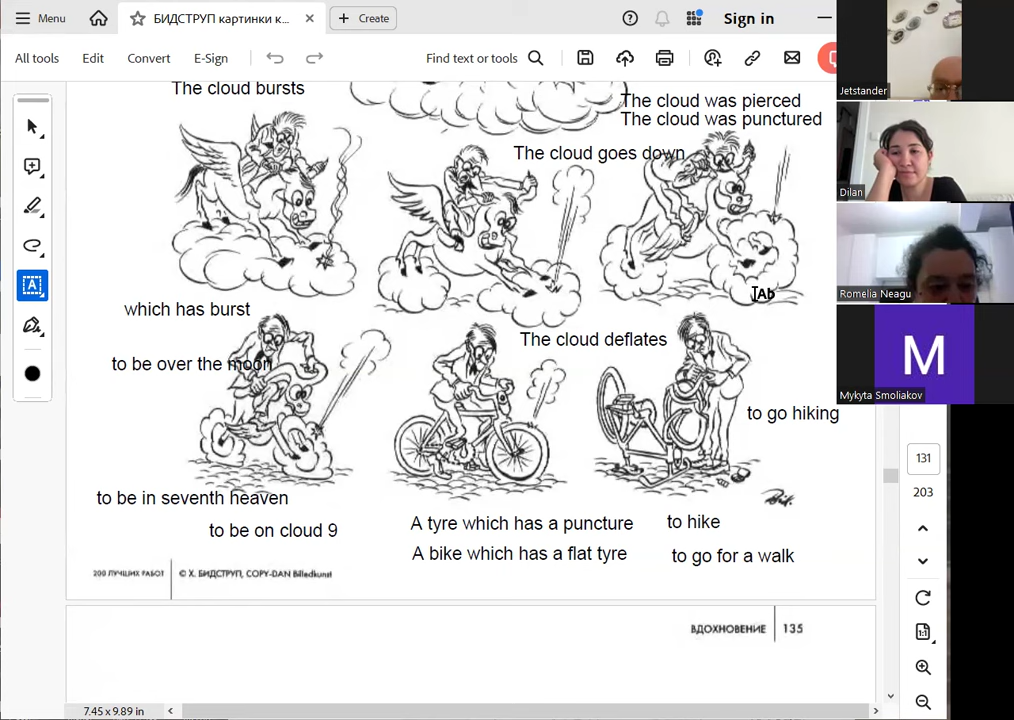 Menu
БИДСТРУП картинки к...
Create
Sign in
All tools
Edit
Convert
E-Sign
Find text or tools
Jetstander
The cloud bursts
The cloud was pierced
The cloud was punctured
The cloud goes down
Dilan
which has burst
Ab
Romelia Neagu
The cloud deflates
to be over the moon
M
Mykyta Smoliakov
to go hiking
131
203
to be in seventh heaven
to be on cloud 9
A tyre which has a puncture
to hike
A bike which has a flat tyre
to go for a walk
200 ЛУЧШИХ РАБОТ
© Х. БИДСТРУП, COPY-DAN Billedkunst
ВДОХНОВЕНИЕ
135
7.45 x 9.89 in